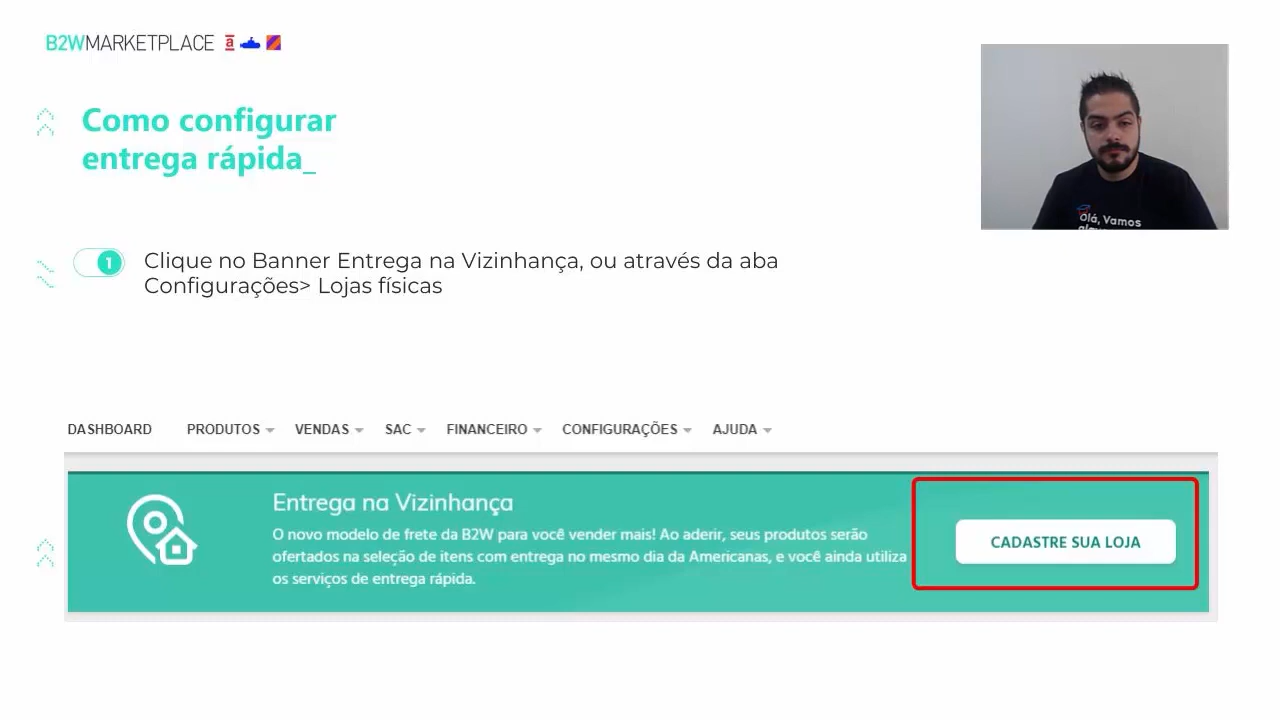 B2WMARKETPLACE a
Como configurar
entrega rápida_
1
Clique no Banner Entrega na Vizinhança, ou através da aba
Configurações> Lojas físicas
Olá, Vamos
DASHBOARD PRODUTOS VENDAS SAC FINANCEIRO CONFIGURAÇÕES AJUDA
Entrega na Vizinhança
O novo modelo de frete da B2W para você vender mais! Ao aderir, seus produtos serão
ofertados na seleção de itens com entrega no mesmo dia da Americanas, e você ainda utiliza
os serviços de entrega rápida.
CADASTRE SUA LOJA